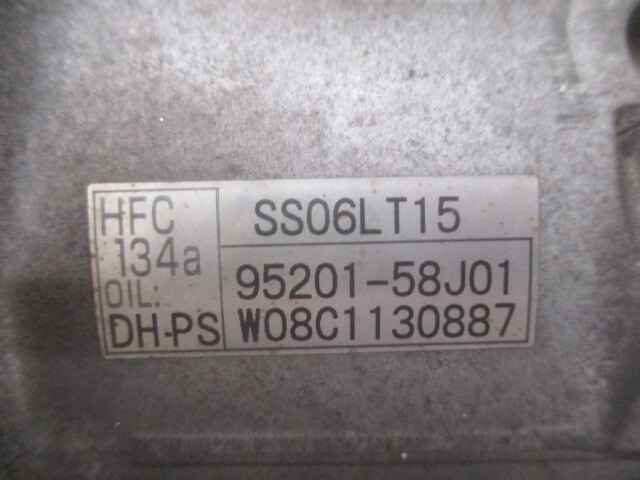 HFC
134a
OIL:
DH-PS
SS06LT15
95201-58J01
W08C1130887